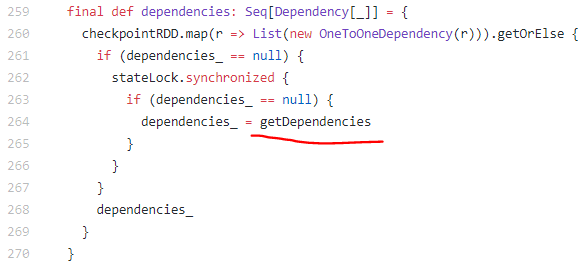 259 final def dependencies: Seq[Dependency[_]] = {
260 checkpointRDD.map(r => List(new OneToOneDependency(r))).getOrElse {
261 if (dependencies_ == null) {
262 stateLock.synchronized {
263 if (dependencies_ == null) {
264 dependencies_ = getDependencies
265 }
266 }
267 }
268 dependencies_
269 }
270 }